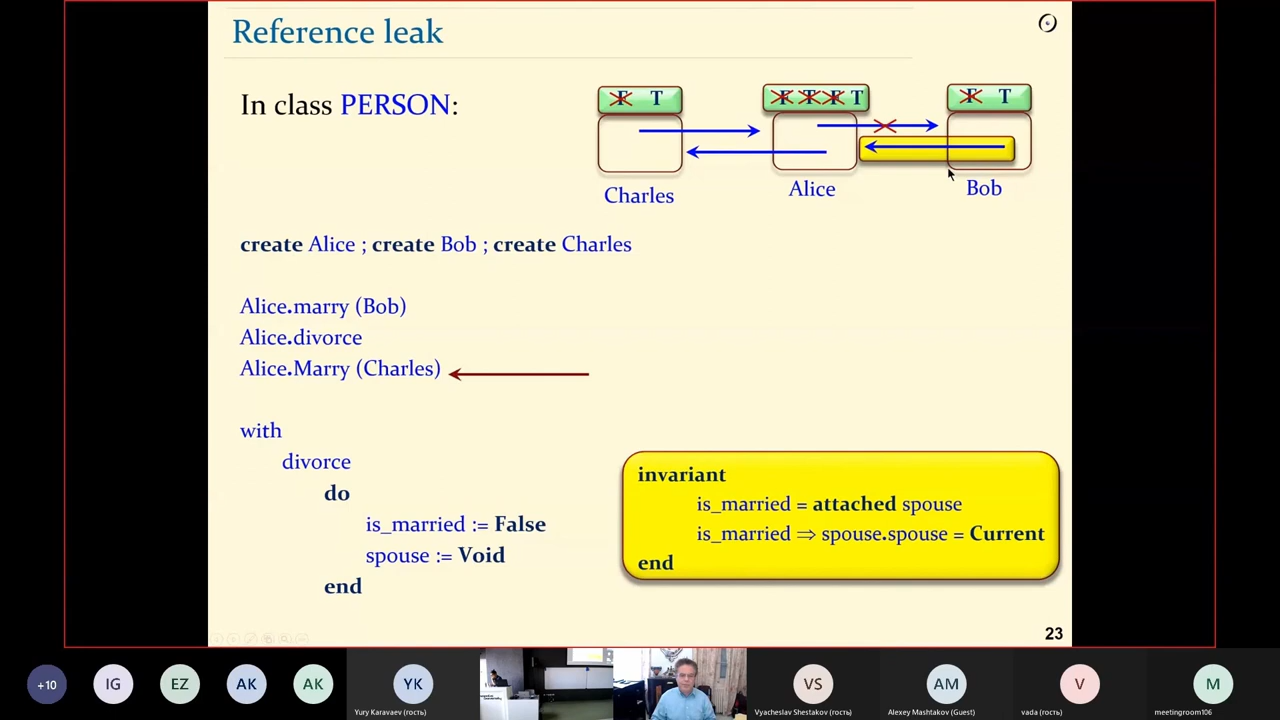 Reference leak
In class PERSON:
F T
F T F T
F T
Charles
Alice
Bob
create Alice ; create Bob ; create Charles
Alice.marry (Bob)
Alice.divorce
Alice.Marry (Charles)
with
divorce
do
is_married := False
spouse := Void
end
invariant
is_married = attached spouse
is_married ⇒ spouse.spouse = Current
end
23
+10
IG
EZ
AK
AK
YK
Yury Karavaev (гость)
VS
Vyacheslav Shestakov (гость)
AM
Alexey Mashtakov (Guest)
V
vada (гость)
M
meetingroom106